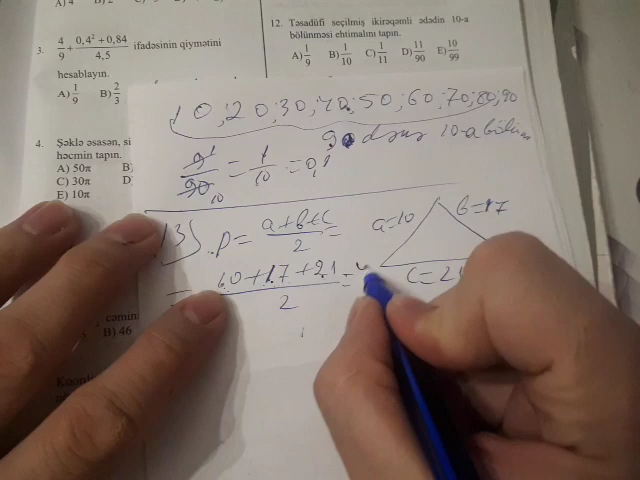 12. Təsadüfi seçilmiş ikirəqəmli ədədin 10-a
bölünməsi ehtimalını tapın.
A) 1/9 B) 1/10 C) 1/11 D) 11/90 E) 10/99
3. 4/9 + (0,4² + 0,84)/4,5 ifadəsinin qiymətini
hesablayın.
A) 1/9 B) 2/3
4. Şəklə əsasən, si
həcmin tapın.
A) 50π B)
C) 30π D
E) 10π
10; 20; 30; 40; 50; 60; 70; 80; 90
9 dənə 10-a bölün
9/90 = 1/10 = 0,1
13) p = (a+b+c)/2 =
a=10 b=17
= (10+17+21)/2 =
c=21
B) 46